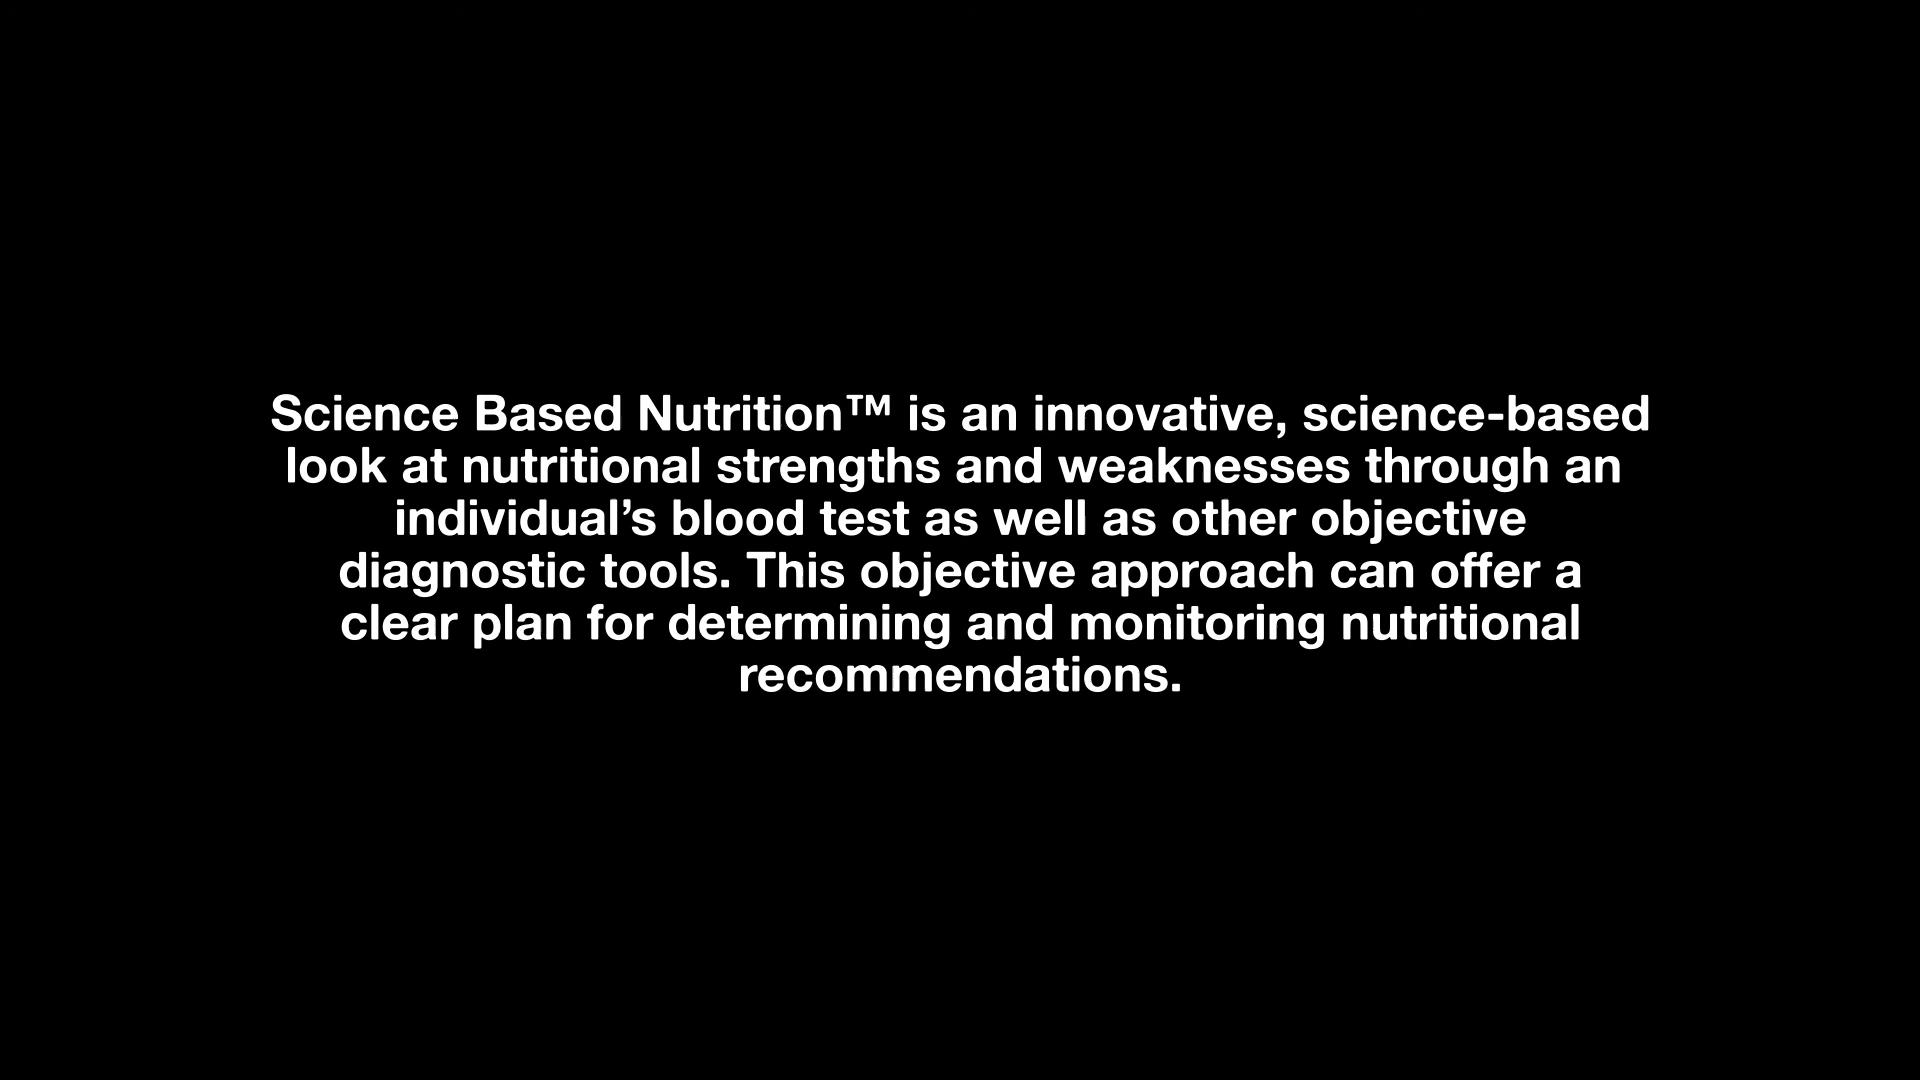 Science Based Nutrition™ is an innovative, science-based
look at nutritional strengths and weaknesses through an
individual’s blood test as well as other objective
diagnostic tools. This objective approach can offer a
clear plan for determining and monitoring nutritional
recommendations.